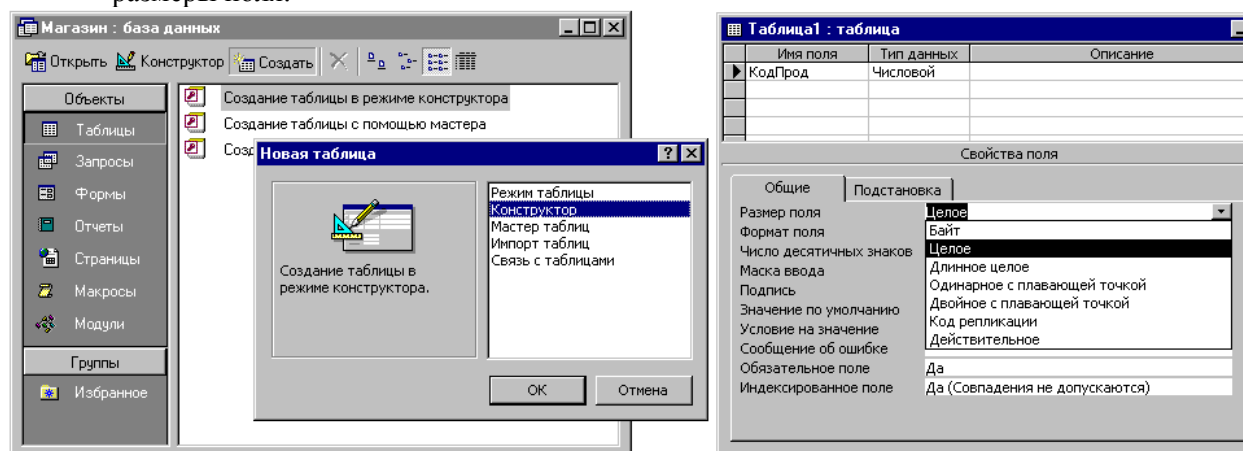 размеры поля.
Магазин : база данных
Открыть Конструктор Создать
Объекты
Таблицы
Запросы
Формы
Отчеты
Страницы
Макросы
Модули
Группы
Избранное
Создание таблицы в режиме конструктора
Создание таблицы с помощью мастера
Созд
Новая таблица
Создание таблицы в
режиме конструктора.
Режим таблицы
Конструктор
Мастер таблиц
Импорт таблиц
Связь с таблицами
ОК Отмена
Таблица1 : таблица
Имя поля Тип данных Описание
КодПрод Числовой
Свойства поля
Общие Подстановка
Размер поля Целое
Формат поля
Число десятичных знаков
Маска ввода
Подпись
Значение по умолчанию
Условие на значение
Сообщение об ошибке
Байт
Целое
Длинное целое
Одинарное с плавающей точкой
Двойное с плавающей точкой
Код репликации
Действительное
Обязательное поле Да
Индексированное поле Да (Совпадения не допускаются)